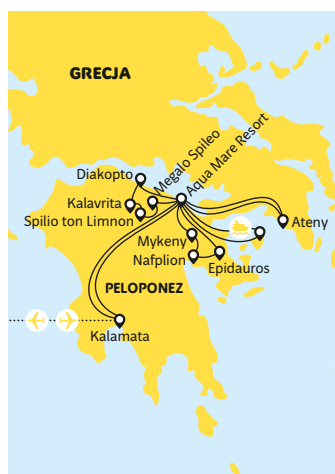 GRECJA
Megalo Spileo
Aqua Mare Resort
Diakopto
Kalavrita
Spilio ton Limnon
Ateny
Mykeny
Nafplion
Epidauros
PELOPONEZ
Kalamata